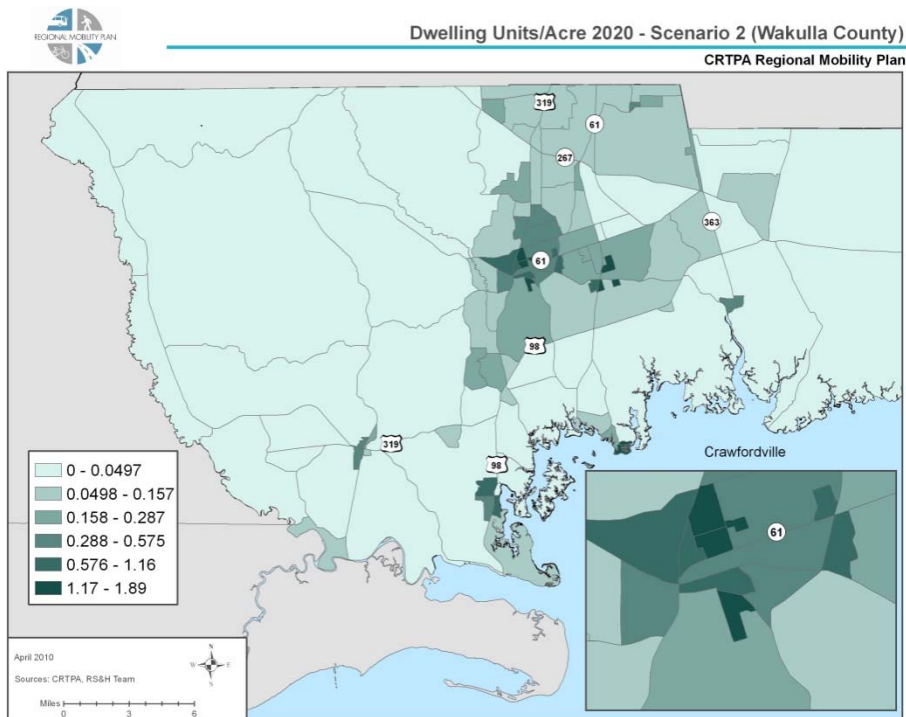 REGIONAL MOBILITY PLAN
Dwelling Units/Acre 2020 - Scenario 2 (Wakulla County)
CRTPA Regional Mobility Plan
319
61
267
363
61
98
319
98
Crawfordville
61
0 - 0.0497
0.0498 - 0.157
0.158 - 0.287
0.288 - 0.575
0.576 - 1.16
1.17 - 1.89
April 2010
Sources: CRTPA, RS&H Team
N
W E
S
Miles
0 3 6